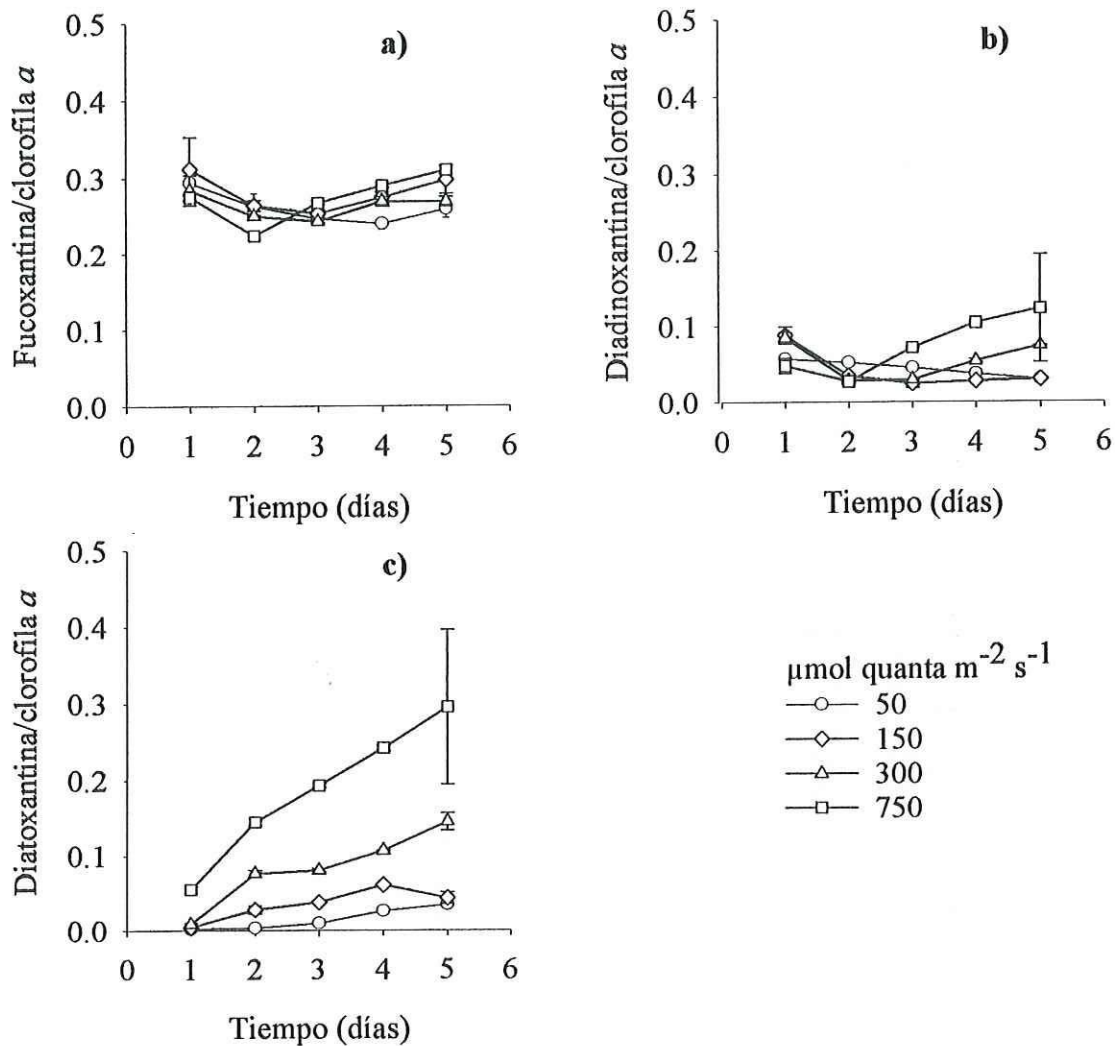 a)
Fucoxantina/clorofila a
0.5
0.4
0.3
0.2
0.1
0.0
0 1 2 3 4 5 6
Tiempo (días)
b)
Diadinoxantina/clorofila a
0.5
0.4
0.3
0.2
0.1
0.0
0 1 2 3 4 5 6
Tiempo (días)
c)
Diatoxantina/clorofila a
0.5
0.4
0.3
0.2
0.1
0.0
0 1 2 3 4 5 6
Tiempo (días)
µmol quanta m-2 s-1
50
150
300
750